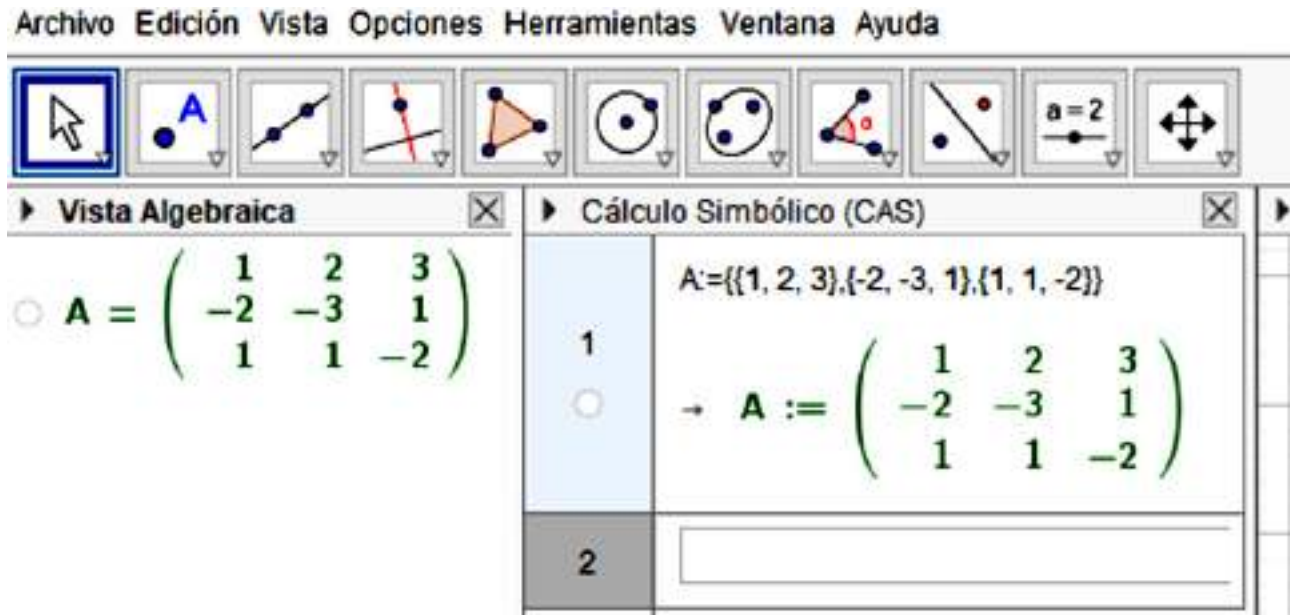 Archivo Edición Vista Opciones Herramientas Ventana Ayuda
A
α
a = 2
Vista Algebraica
A = ( 1 2 3
-2 -3 1
1 1 -2 )
Cálculo Simbólico (CAS)
1
A:={{1, 2, 3},{-2, -3, 1},{1, 1, -2}}
→ A := ( 1 2 3
-2 -3 1
1 1 -2 )
2